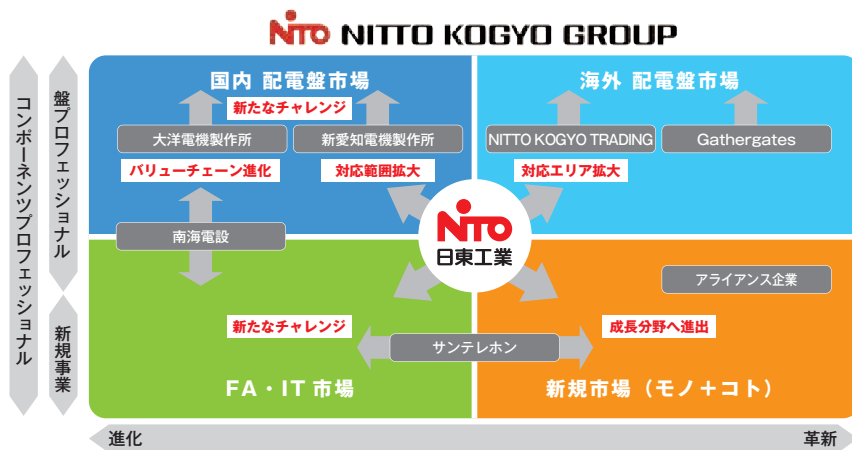 NITO NITTO KOGYO GROUP
コンポーネンツプロフェッショナル
盤プロフェッショナル
新規事業
国内 配電盤市場
新たなチャレンジ
大洋電機製作所
新愛知電機製作所
バリューチェーン進化
対応範囲拡大
南海電設
海外 配電盤市場
NITTO KOGYO TRADING
Gathergates
対応エリア拡大
NITO
日東工業
新たなチャレンジ
サンテレホン
FA・IT 市場
アライアンス企業
成長分野へ進出
新規市場（モノ＋コト）
進化
革新